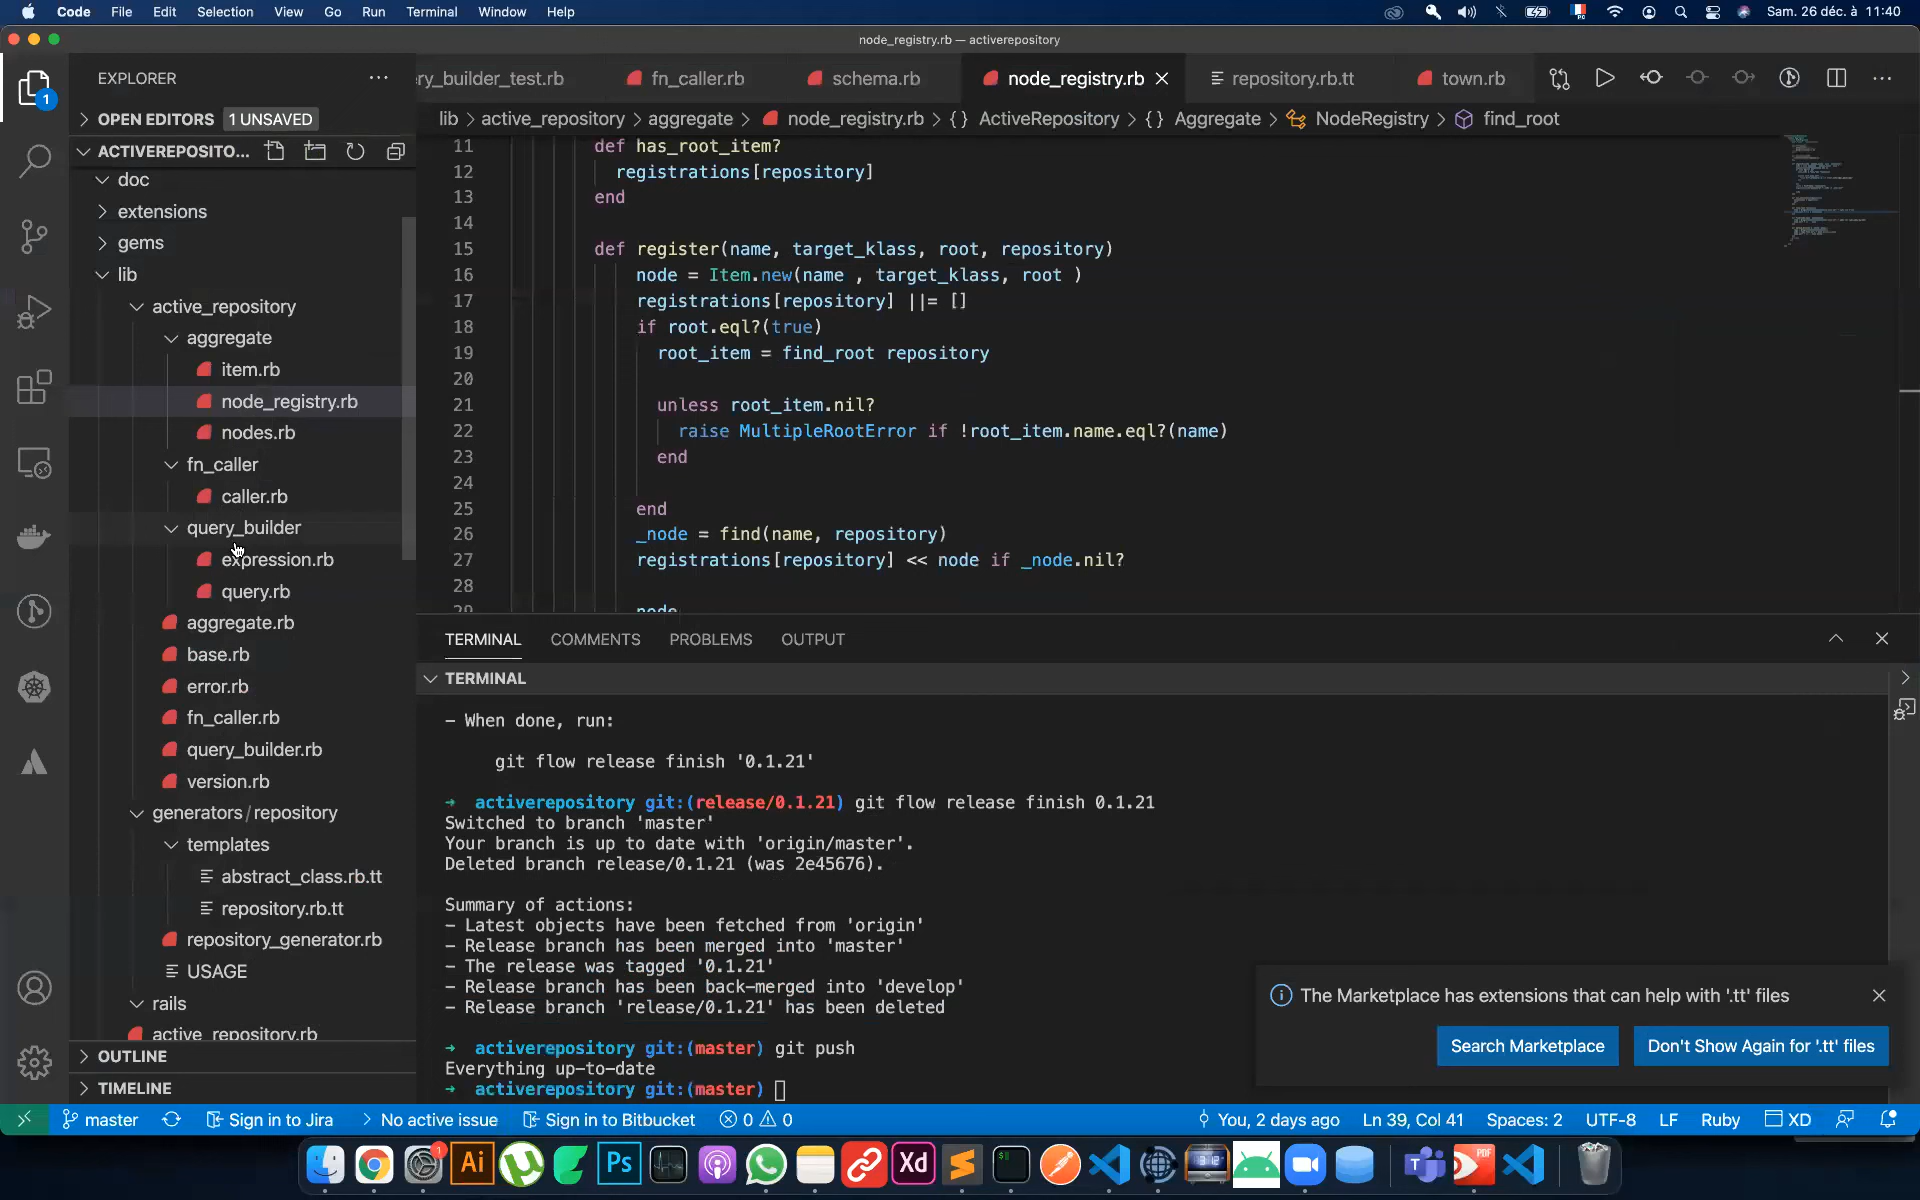 Code File Edit Selection View Go Run Terminal Window Help Sam. 26 déc. à 11:40
node_registry.rb — activerepository
EXPLORER
ry_builder_test.rb fn_caller.rb schema.rb node_registry.rb repository.rb.tt town.rb
1
OPEN EDITORS 1 UNSAVED
lib > active_repository > aggregate > node_registry.rb > {} ActiveRepository > {} Aggregate > NodeRegistry > find_root
ACTIVEREPOSITO...
doc
extensions
gems
lib
active_repository
aggregate
item.rb
node_registry.rb
nodes.rb
fn_caller
caller.rb
query_builder
expression.rb
query.rb
aggregate.rb
base.rb
error.rb
fn_caller.rb
query_builder.rb
version.rb
generators/repository
templates
abstract_class.rb.tt
repository.rb.tt
repository_generator.rb
USAGE
rails
active_repository.rb
OUTLINE
TIMELINE
11 def has_root_item?
12 registrations[repository]
13 end
14
15 def register(name, target_klass, root, repository)
16 node = Item.new(name , target_klass, root )
17 registrations[repository] ||= []
18 if root.eql?(true)
19 root_item = find_root repository
20
21 unless root_item.nil?
22 raise MultipleRootError if !root_item.name.eql?(name)
23 end
24
25 end
26 _node = find(name, repository)
27 registrations[repository] << node if _node.nil?
28
29 node
TERMINAL COMMENTS PROBLEMS OUTPUT
TERMINAL
– When done, run:
git flow release finish '0.1.21'
→ activerepository git:(release/0.1.21) git flow release finish 0.1.21
Switched to branch 'master'
Your branch is up to date with 'origin/master'.
Deleted branch release/0.1.21 (was 2e45676).
Summary of actions:
– Latest objects have been fetched from 'origin'
– Release branch has been merged into 'master'
– The release was tagged '0.1.21'
– Release branch has been back-merged into 'develop'
– Release branch 'release/0.1.21' has been deleted
→ activerepository git:(master) git push
Everything up-to-date
→ activerepository git:(master)
The Marketplace has extensions that can help with '.tt' files
Search Marketplace Don't Show Again for '.tt' files
master Sign in to Jira > No active issue Sign in to Bitbucket 0 0 You, 2 days ago Ln 39, Col 41 Spaces: 2 UTF-8 LF Ruby XD
1 Ai Ps Xd PDF